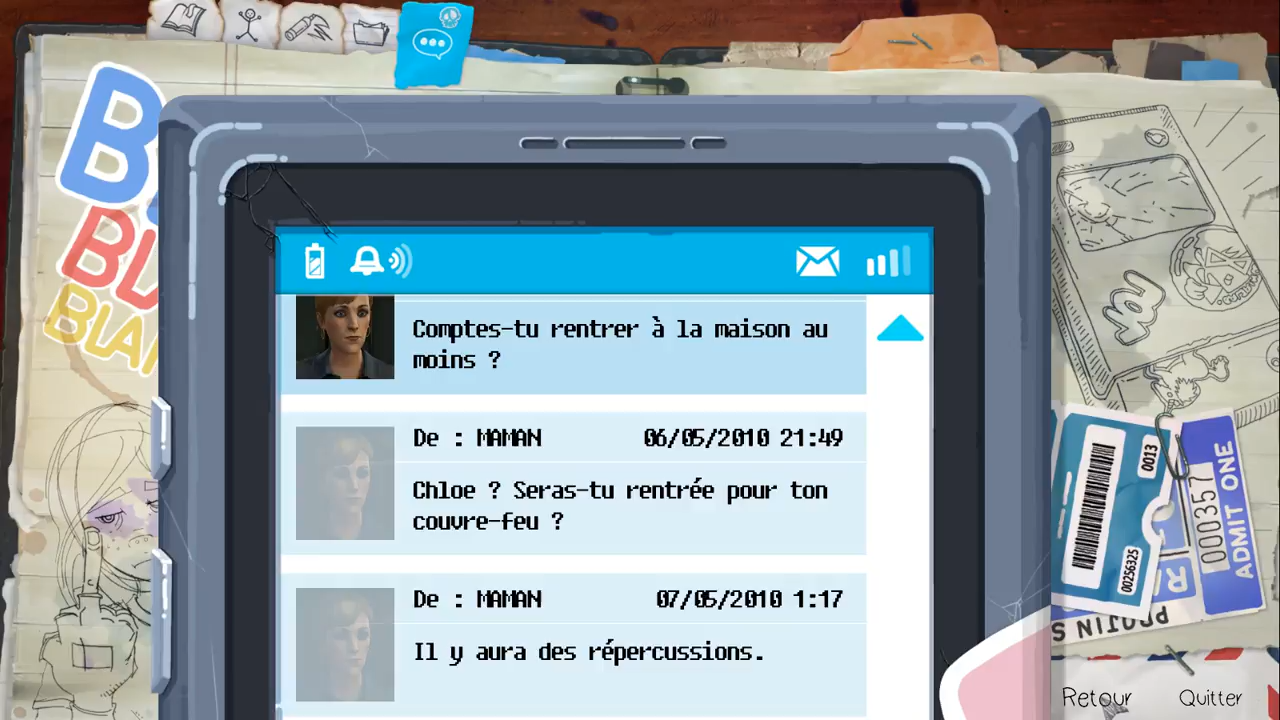 Comptes-tu rentrer à la maison au
moins ?
De : MAMAN 06/05/2010 21:49
Chloe ? Seras-tu rentrée pour ton
couvre-feu ?
De : MAMAN 07/05/2010 1:17
Il y aura des répercussions.
0013
00256325
000357
ADMIT ONE
Retour
Quitter